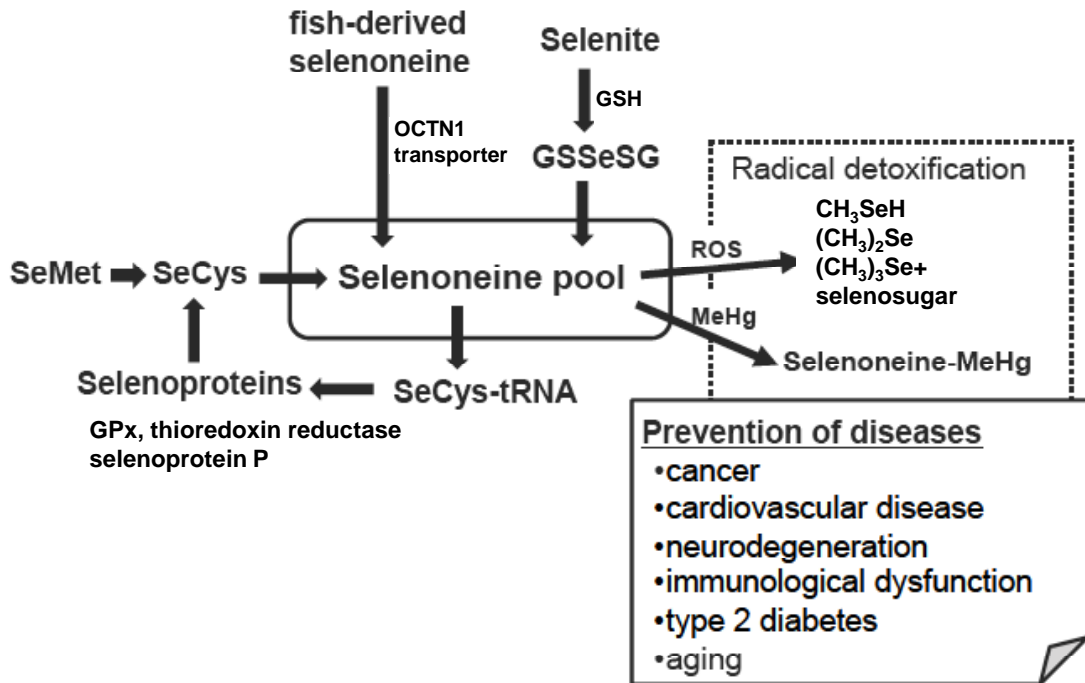 fish-derived
selenoneine
Selenite
GSH
OCTN1
transporter
GSSeSG
Radical detoxification
CH₃SeH
(CH₃)₂Se
(CH₃)₃Se+
selenosugar
ROS
SeMet
SeCys
Selenoneine pool
MeHg
Selenoneine-MeHg
Selenoproteins
SeCys-tRNA
GPx, thioredoxin reductase
selenoprotein P
Prevention of diseases
•cancer
•cardiovascular disease
•neurodegeneration
•immunological dysfunction
•type 2 diabetes
•aging